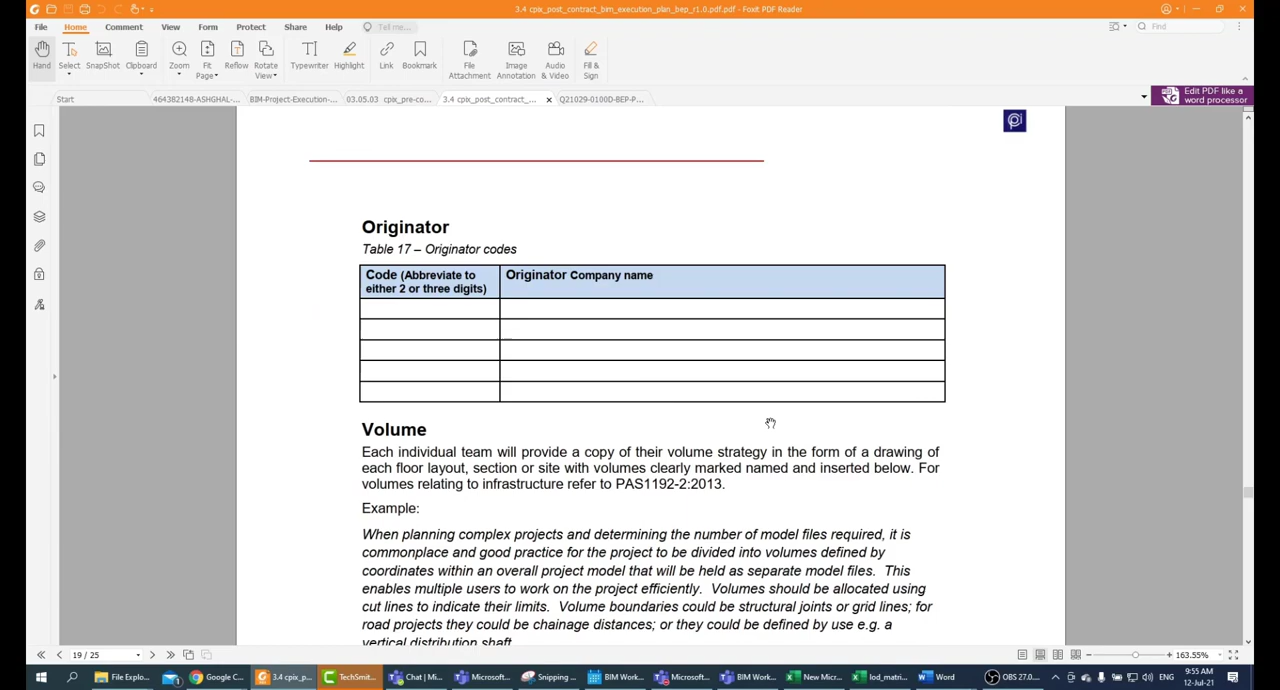 3.4 cpix_post_contract_bim_execution_plan_bep_r1.0.pdf.pdf - Foxit PDF Reader
File Home Comment View Form Protect Share Help Tell me... Find
Hand Select SnapShot Clipboard Zoom Fit Page Reflow Rotate View Typewriter Highlight Link Bookmark File Attachment Image Annotation Audio & Video Fill & Sign
Start 464382148-ASHGHAL-... BIM-Project-Execution-... 03.05.03 cpix_pre-co... 3.4 cpix_post_contract_... Q21029-0100D-BEP-P...
Edit PDF like a
word processor
Originator
Table 17 – Originator codes
Code (Abbreviate to either 2 or three digits) Originator Company name
Volume
Each individual team will provide a copy of their volume strategy in the form of a drawing of
each floor layout, section or site with volumes clearly marked named and inserted below. For
volumes relating to infrastructure refer to PAS1192-2:2013.
Example:
When planning complex projects and determining the number of model files required, it is
commonplace and good practice for the project to be divided into volumes defined by
coordinates within an overall project model that will be held as separate model files. This
enables multiple users to work on the project efficiently. Volumes should be allocated using
cut lines to indicate their limits. Volume boundaries could be structural joints or grid lines; for
road projects they could be chainage distances; or they could be defined by use e.g. a
vertical distribution shaft
19 / 25 163.55%
File Explo... Google C... 3.4 cpix_p... TechSmit... Chat | Mi... Microsoft... Snipping ... BIM Work... Microsoft... BIM Work... New Micr... lod_matri... Word OBS 27.0... ENG 9:55 AM
12-Jul-21